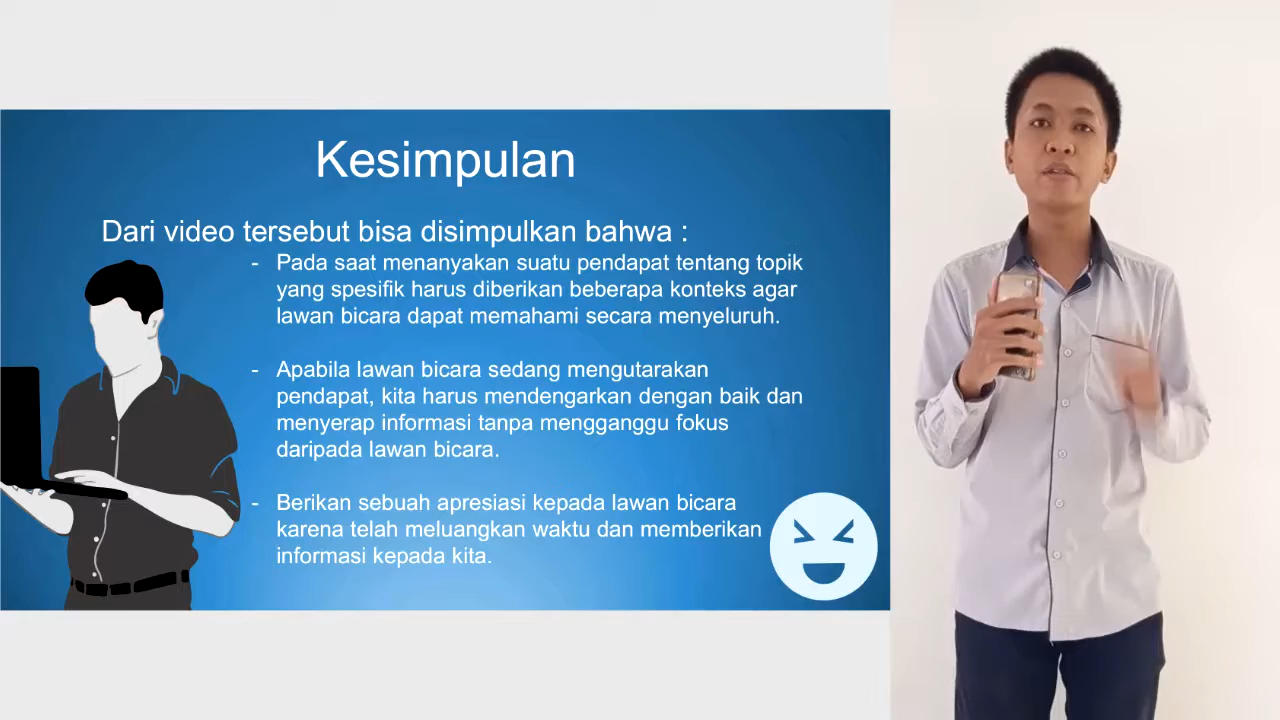 Kesimpulan
Dari video tersebut bisa disimpulkan bahwa :
- Pada saat menanyakan suatu pendapat tentang topik
yang spesifik harus diberikan beberapa konteks agar
lawan bicara dapat memahami secara menyeluruh.
- Apabila lawan bicara sedang mengutarakan
pendapat, kita harus mendengarkan dengan baik dan
menyerap informasi tanpa mengganggu fokus
daripada lawan bicara.
- Berikan sebuah apresiasi kepada lawan bicara
karena telah meluangkan waktu dan memberikan
informasi kepada kita.